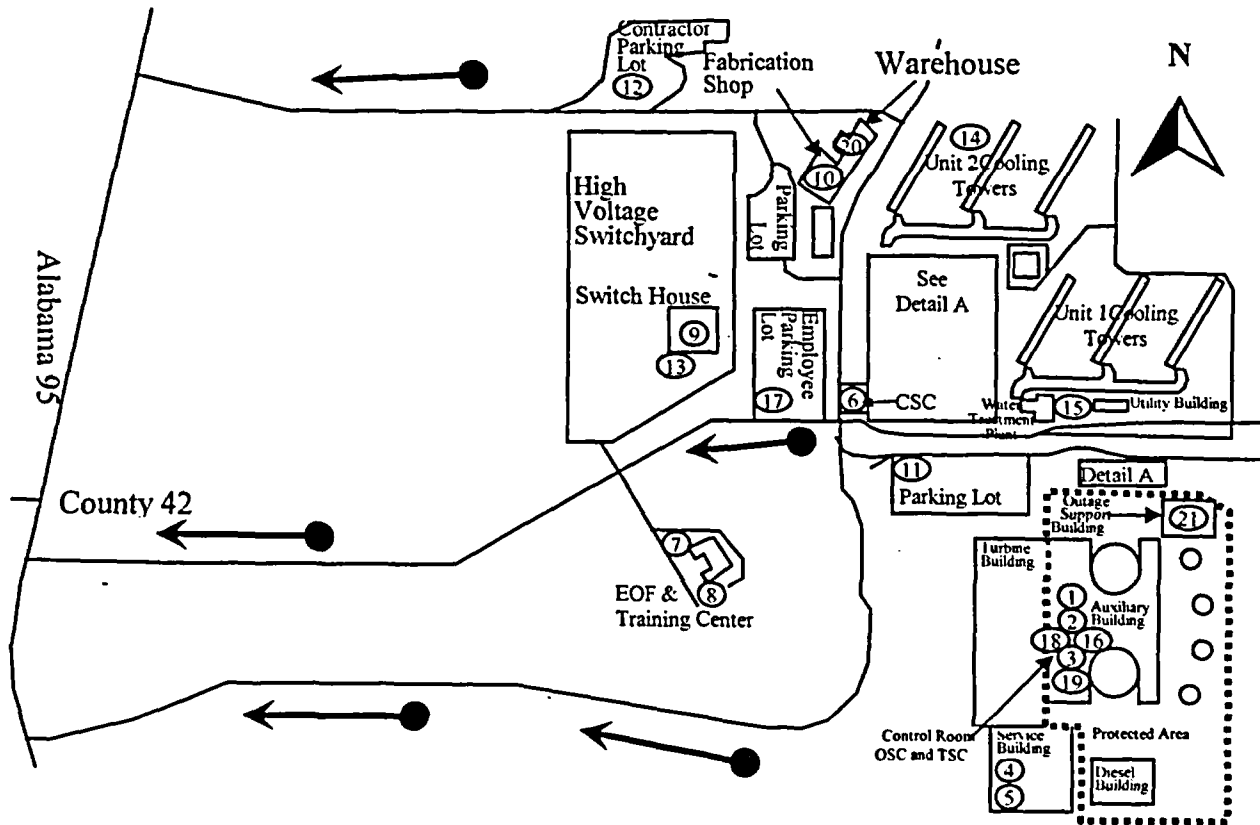 Contractor
Parking
Lot
12
Fabrication
Shop
Warehouse
N
20
10
14
Unit 2Cooling
Towers
High
Voltage
Switchyard
Parking
Lot
See
Detail A
Switch House
9
13
Employee
Parking
Lot
17
6
CSC
Unit 1Cooling
Towers
Water
Treatment
Plant
15
Utility Building
Alabama 95
11
Parking Lot
Detail A
County 42
Outage
Support
Building
21
7
8
EOF &
Training Center
Turbine
Building
1
Auxiliary
Building
2
18
16
3
19
Control Room
OSC and TSC
Service
Building
4
5
Protected Area
Diesel
Building